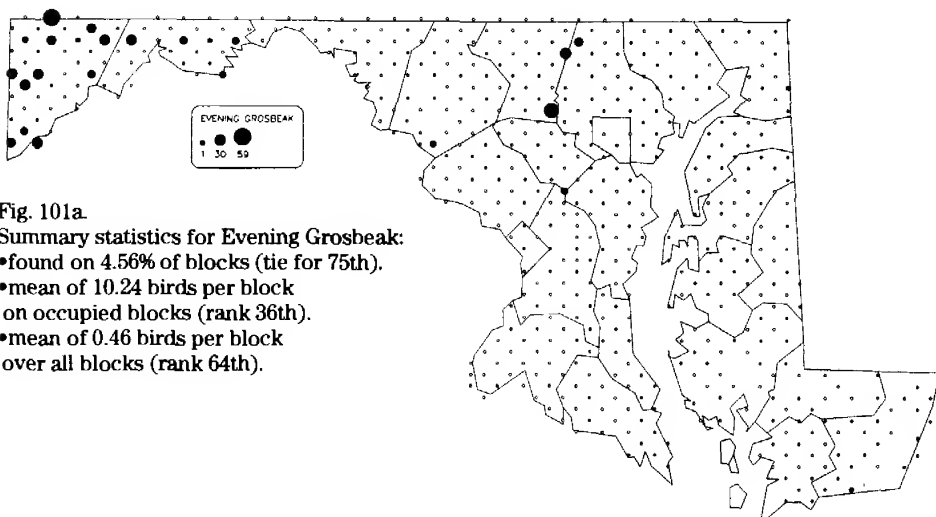 EVENING GROSBEAK
1 30 59
Fig. 101a.
Summary statistics for Evening Grosbeak:
•found on 4.56% of blocks (tie for 75th).
•mean of 10.24 birds per block
on occupied blocks (rank 36th).
•mean of 0.46 birds per block
over all blocks (rank 64th).